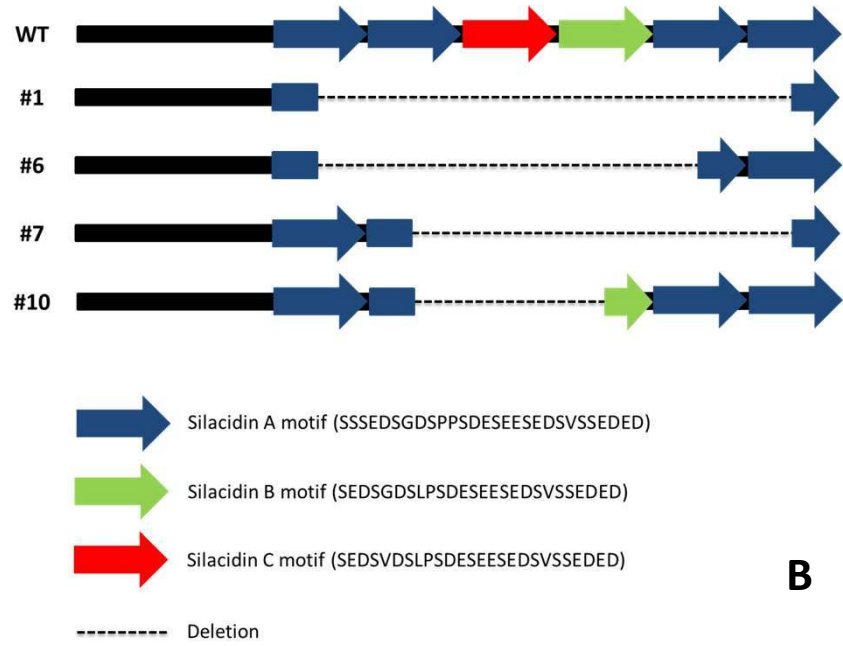 WT
#1
#6
#7
#10
Silacidin A motif (SSSEDSGDSPPSDESEESEDSVSSEDED)
Silacidin B motif (SEDSGDSLPSDESEESEDSVSSEDED)
Silacidin C motif (SEDSVDSLPSDESEESEDSVSSEDED)
B
Deletion